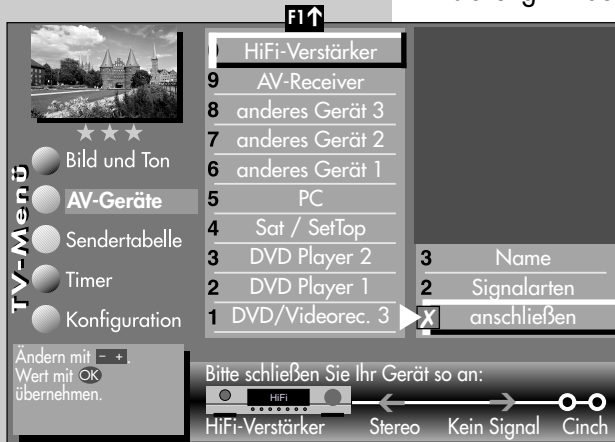 F1↑
HiFi-Verstärker
9 AV-Receiver
8 anderes Gerät 3
7 anderes Gerät 2
6 anderes Gerät 1
5 PC
4 Sat / SetTop
3 DVD Player 2
2 DVD Player 1
1 DVD/Videorec. 3
TV-Menü
Bild und Ton
AV-Geräte
Sendertabelle
Timer
Konfiguration
3 Name
2 Signalarten
X anschließen
Ändern mit - +.
Wert mit OK
übernehmen.
Bitte schließen Sie Ihr Gerät so an:
HiFi
HiFi-Verstärker Stereo Kein Signal Cinch